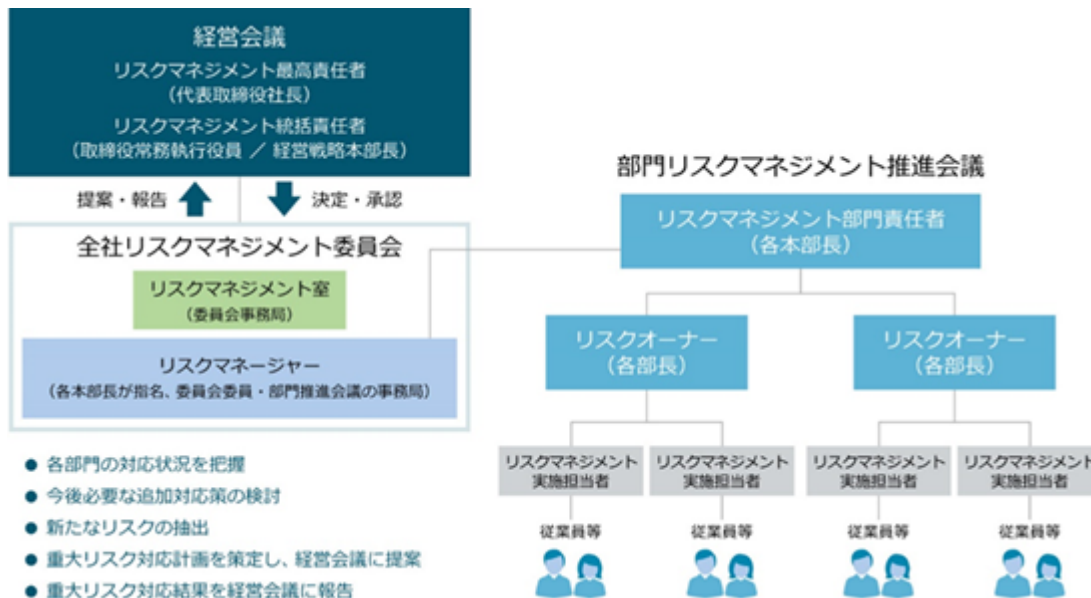 経営会議
リスクマネジメント最高責任者
（代表取締役社長）
リスクマネジメント統括責任者
（取締役常務執行役員 ／ 経営戦略本部長）
提案・報告
決定・承認
全社リスクマネジメント委員会
リスクマネジメント室
（委員会事務局）
リスクマネージャー
（各本部長が指名、委員会委員・部門推進会議の事務局）
● 各部門の対応状況を把握
● 今後必要な追加対応策の検討
● 新たなリスクの抽出
● 重大リスク対応計画を策定し、経営会議に提案
● 重大リスク対応結果を経営会議に報告
部門リスクマネジメント推進会議
リスクマネジメント部門責任者
（各本部長）
リスクオーナー
（各部長）
リスクオーナー
（各部長）
リスクマネジメント
実施担当者
リスクマネジメント
実施担当者
リスクマネジメント
実施担当者
リスクマネジメント
実施担当者
従業員等
従業員等
従業員等
従業員等